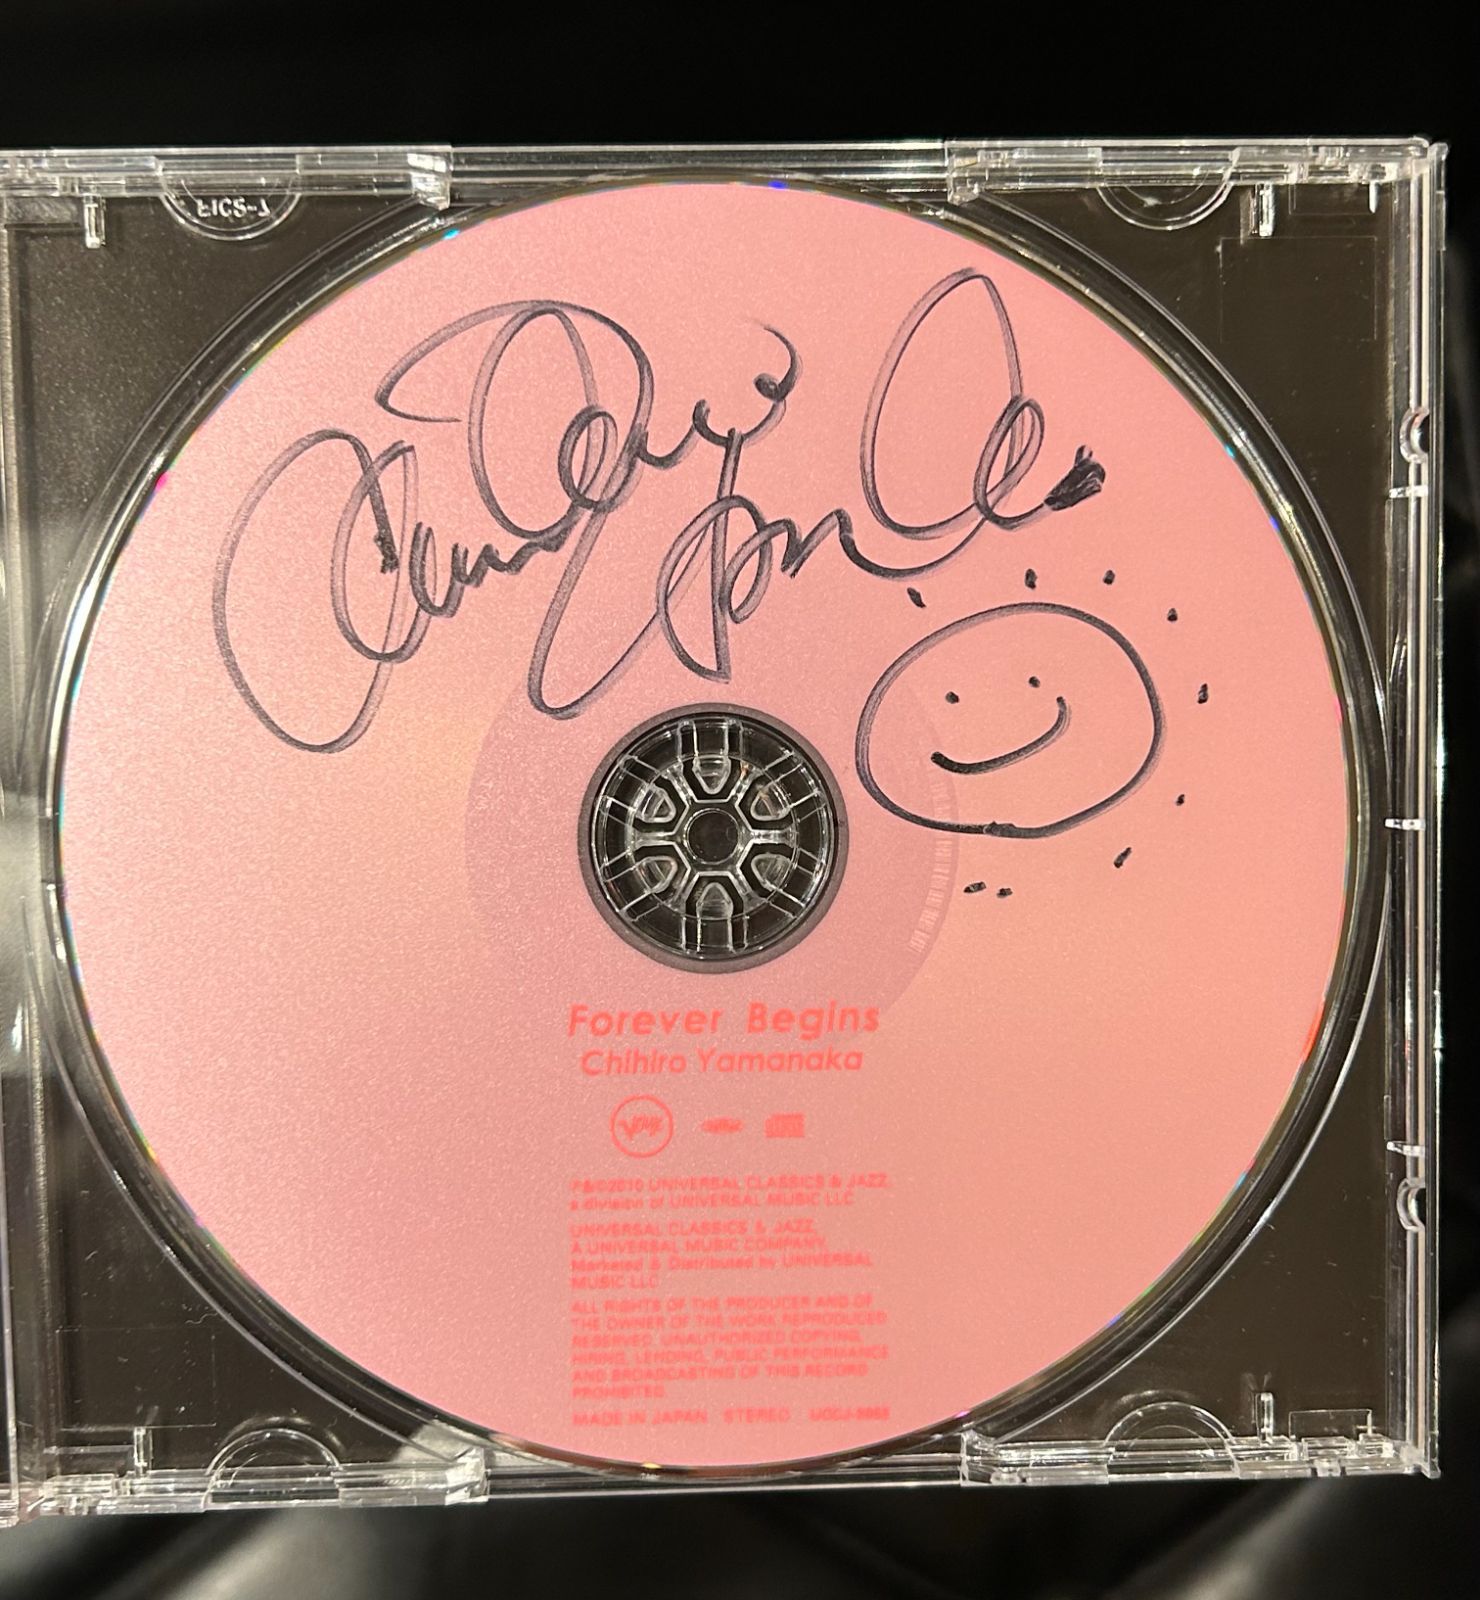 Forever Begins
Chihiro Yamanaka
Verve
P&©2010 UNIVERSAL CLASSICS & JAZZ,
a division of UNIVERSAL MUSIC LLC
UNIVERSAL CLASSICS & JAZZ,
A UNIVERSAL MUSIC COMPANY.
Marketed & Distributed by UNIVERSAL
MUSIC LLC
ALL RIGHTS OF THE PRODUCER AND OF
THE OWNER OF THE WORK REPRODUCED
RESERVED. UNAUTHORIZED COPYING,
HIRING, LENDING, PUBLIC PERFORMANCE
AND BROADCASTING OF THIS RECORD
PROHIBITED.
MADE IN JAPAN STEREO